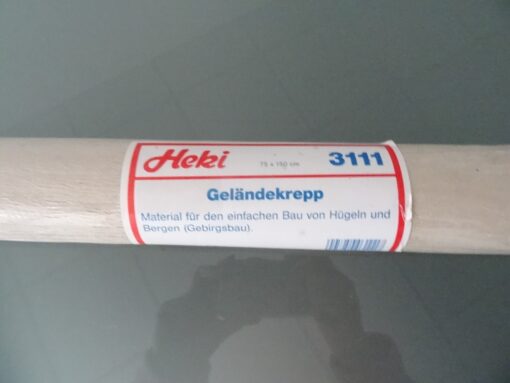 Heki 75 x 150 cm 3111
Geländekrepp
Material für den einfachen Bau von Hügeln und
Bergen (Gebirgsbau).